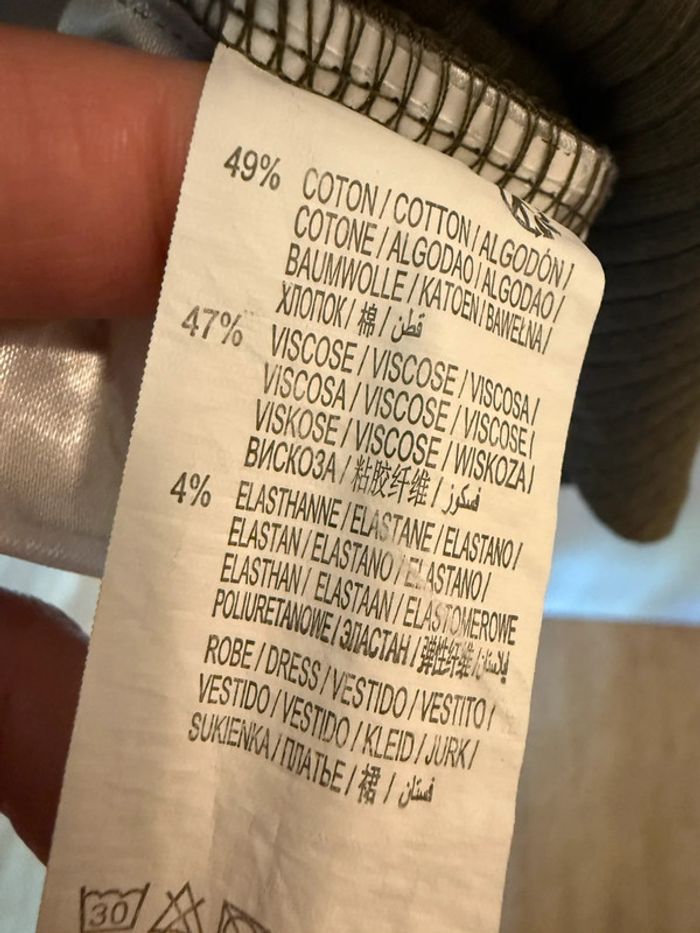 49% COTON / COTTON / ALGODÓN /
COTONE / ALGODAO / ALGODAO /
BAUMWOLLE / KATOEN / BAWEŁNA /
ХЛОПОК / 棉 / قطن
47% VISCOSE / VISCOSE / VISCOSA /
VISCOSA / VISCOSE / VISCOSE /
VISKOSE / VISCOSE / WISKOZA /
ВИСКОЗА / 粘胶纤维 / فسكوز
4% ELASTHANNE / ELASTANE / ELASTANO /
ELASTAN / ELASTANO / ELASTANO /
ELASTHAN / ELASTAAN / ELASTOMEROWE
POLIURETANOWE / ЭЛАСТАН / 弹性纤维 /
ROBE / DRESS / VESTIDO / VESTITO /
VESTIDO / VESTIDO / KLEID / JURK /
SUKIENKA / ПЛАТЬЕ / 裙 / فستان
30